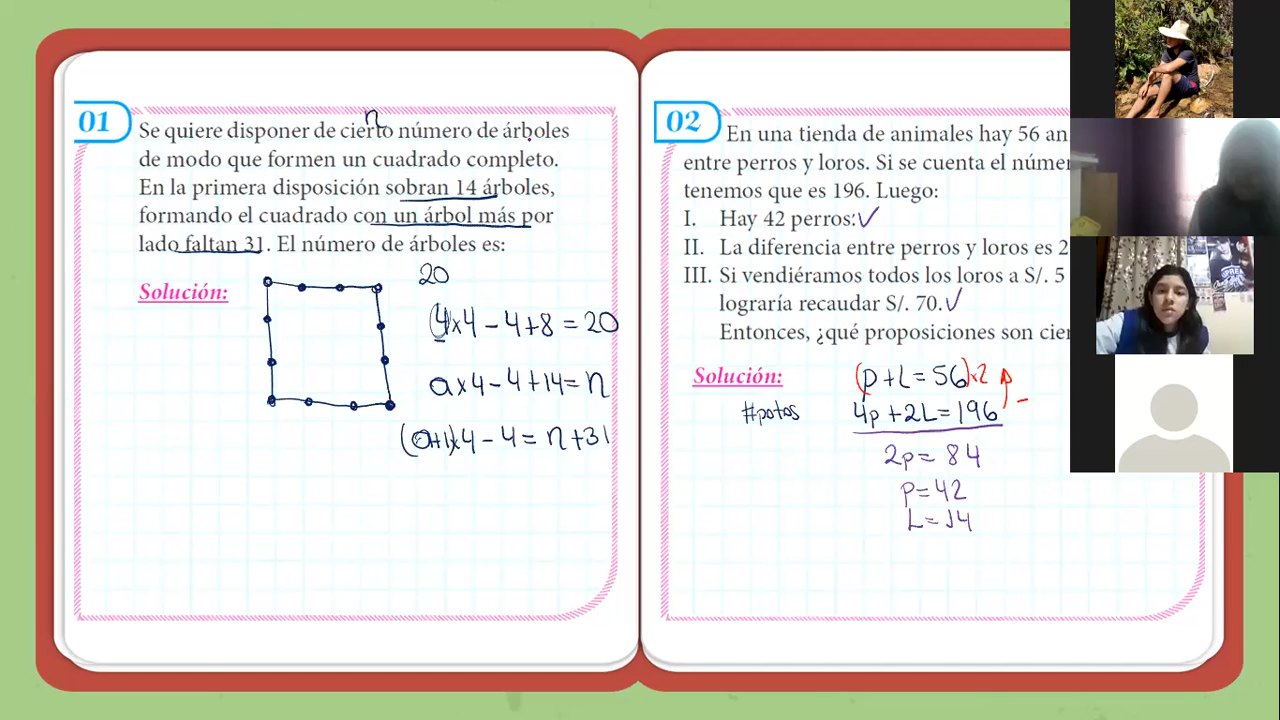 01
n
Se quiere disponer de cierto número de árboles
de modo que formen un cuadrado completo.
En la primera disposición sobran 14 árboles,
formando el cuadrado con un árbol más por
lado faltan 31. El número de árboles es:
Solución:
20
(4)x4 - 4+8 = 20
a x 4 - 4 + 14 = n
(a+1)x4 - 4 = n+31
02
En una tienda de animales hay 56 an
entre perros y loros. Si se cuenta el númer
tenemos que es 196. Luego:
I. Hay 42 perros:✓
II. La diferencia entre perros y loros es 2
III. Si vendiéramos todos los loros a S/. 5
lograría recaudar S/. 70.✓
Entonces, ¿qué proposiciones son cier
Solución:
(p+L = 56)x2
#patas 4p+2L=196 -
2p = 84
p=42
L=14